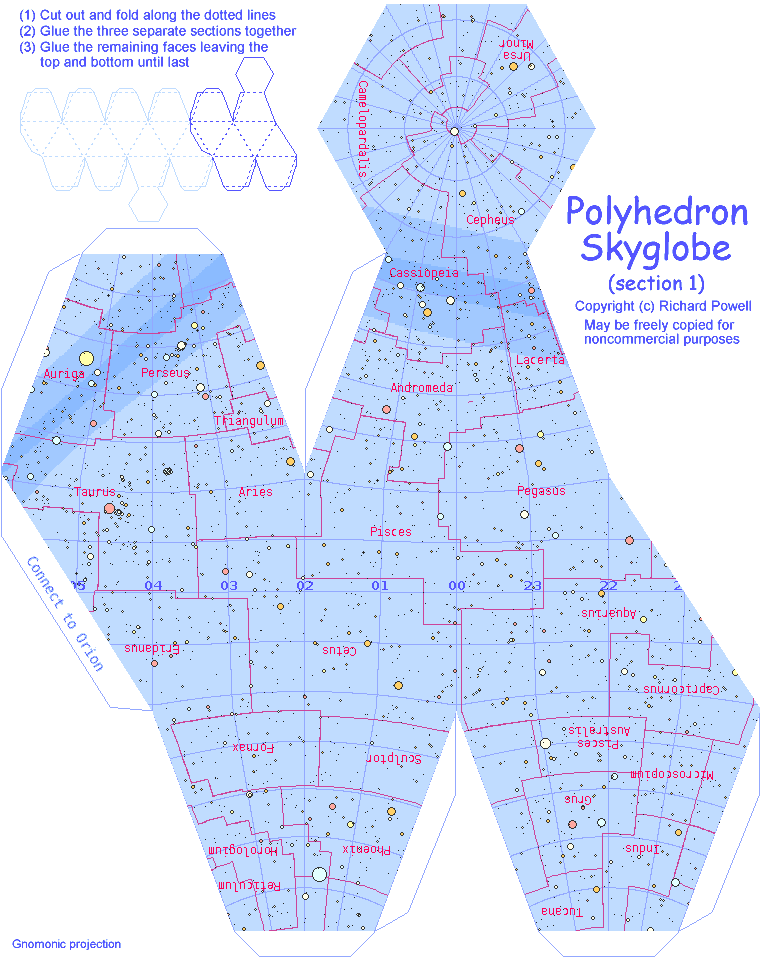 (1) Cut out and fold along the dotted lines
(2) Glue the three separate sections together
(3) Glue the remaining faces leaving the
top and bottom until last
Ursa
Minor
Camelopardalis
Cepheus
Polyhedron
Skyglobe
(section 1)
Copyright (c) Richard Powell
May be freely copied for
noncommercial purposes
Cassiopeia
Lacerta
Auriga
Perseus
Andromeda
Triangulum
Taurus
Aries
Pegasus
Pisces
Connect to Orion
04
03
02
01
00
23
22
Aquarius
Eridanus
Cetus
Capricornus
Fornax
Sculptor
Pisces
Australis
Microscopium
Grus
Horologium
Phoenix
Indus
Reticulum
Tucana
Gnomonic projection